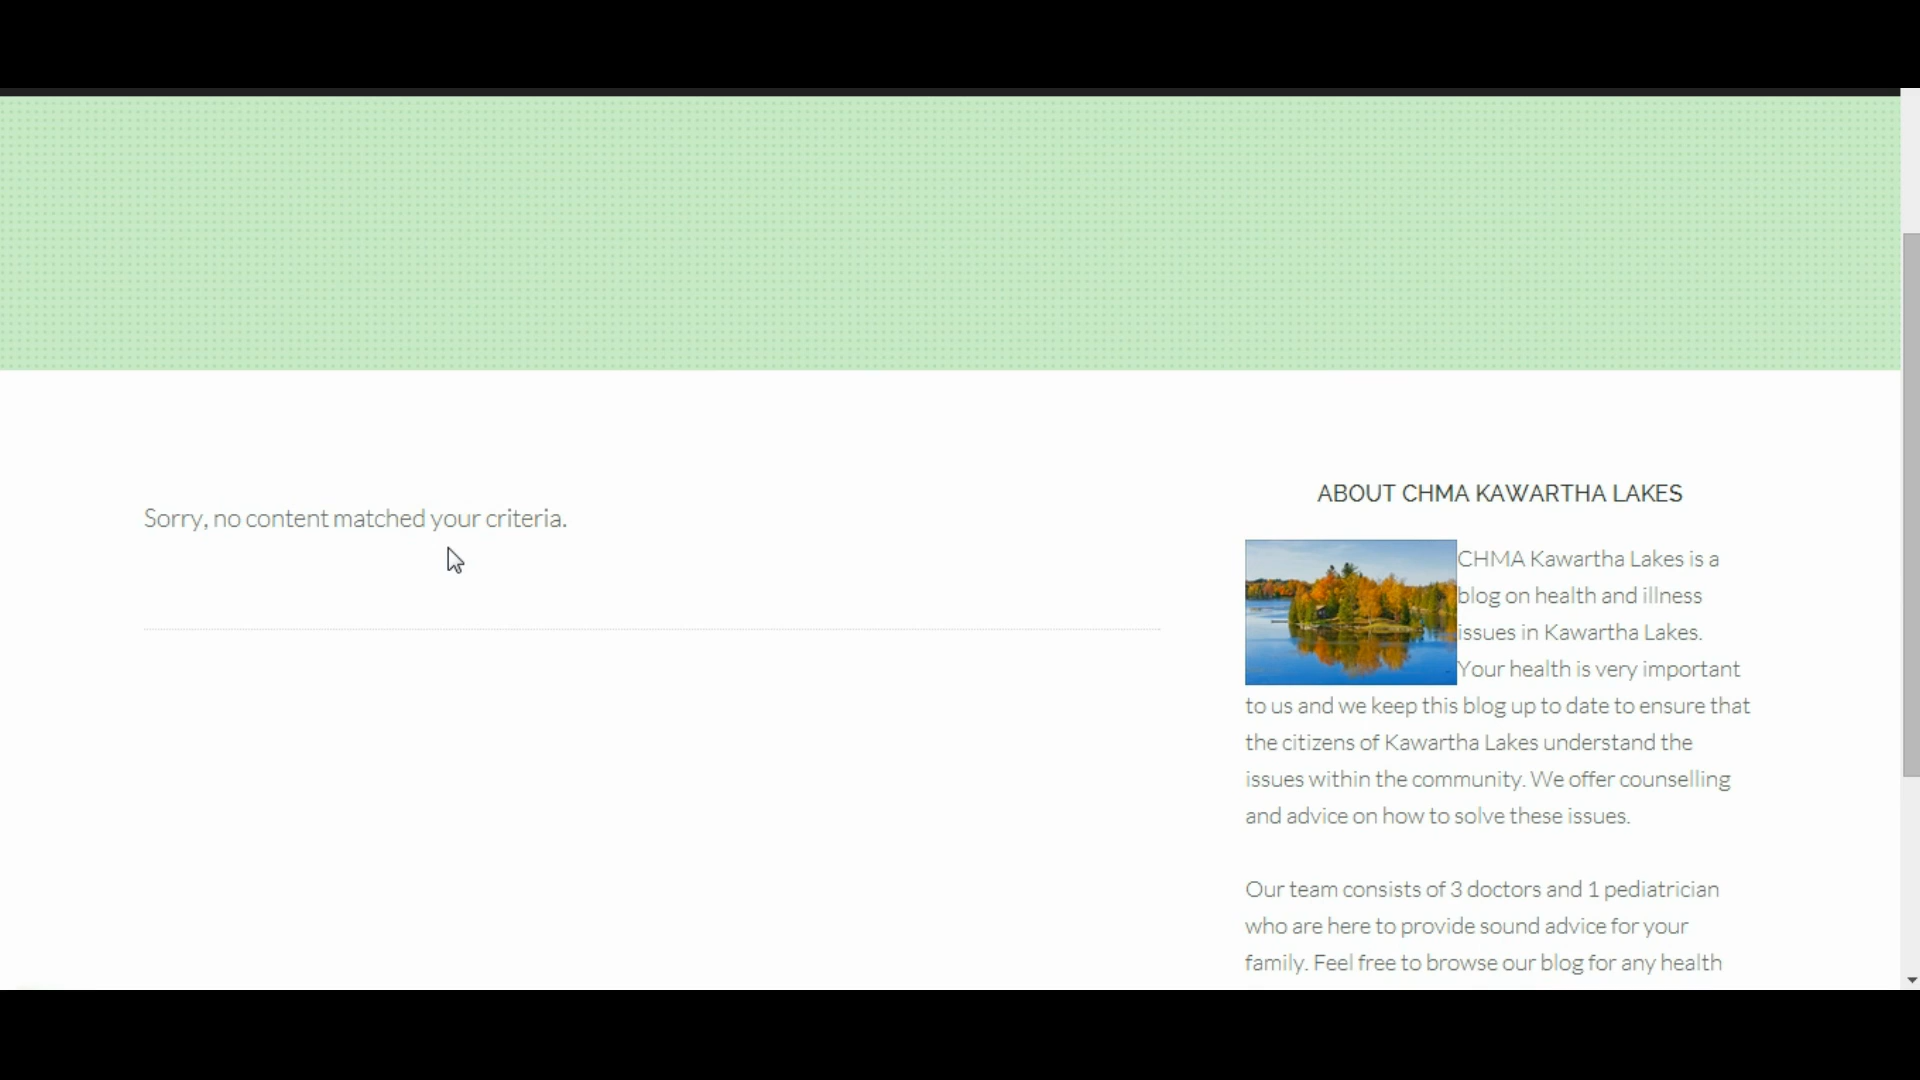 Sorry, no content matched your criteria.
ABOUT CHMA KAWARTHA LAKES
CHMA Kawartha Lakes is a
blog on health and illness
issues in Kawartha Lakes.
Your health is very important
to us and we keep this blog up to date to ensure that
the citizens of Kawartha Lakes understand the
issues within the community. We offer counselling
and advice on how to solve these issues.
Our team consists of 3 doctors and 1 pediatrician
who are here to provide sound advice for your
family. Feel free to browse our blog for any health